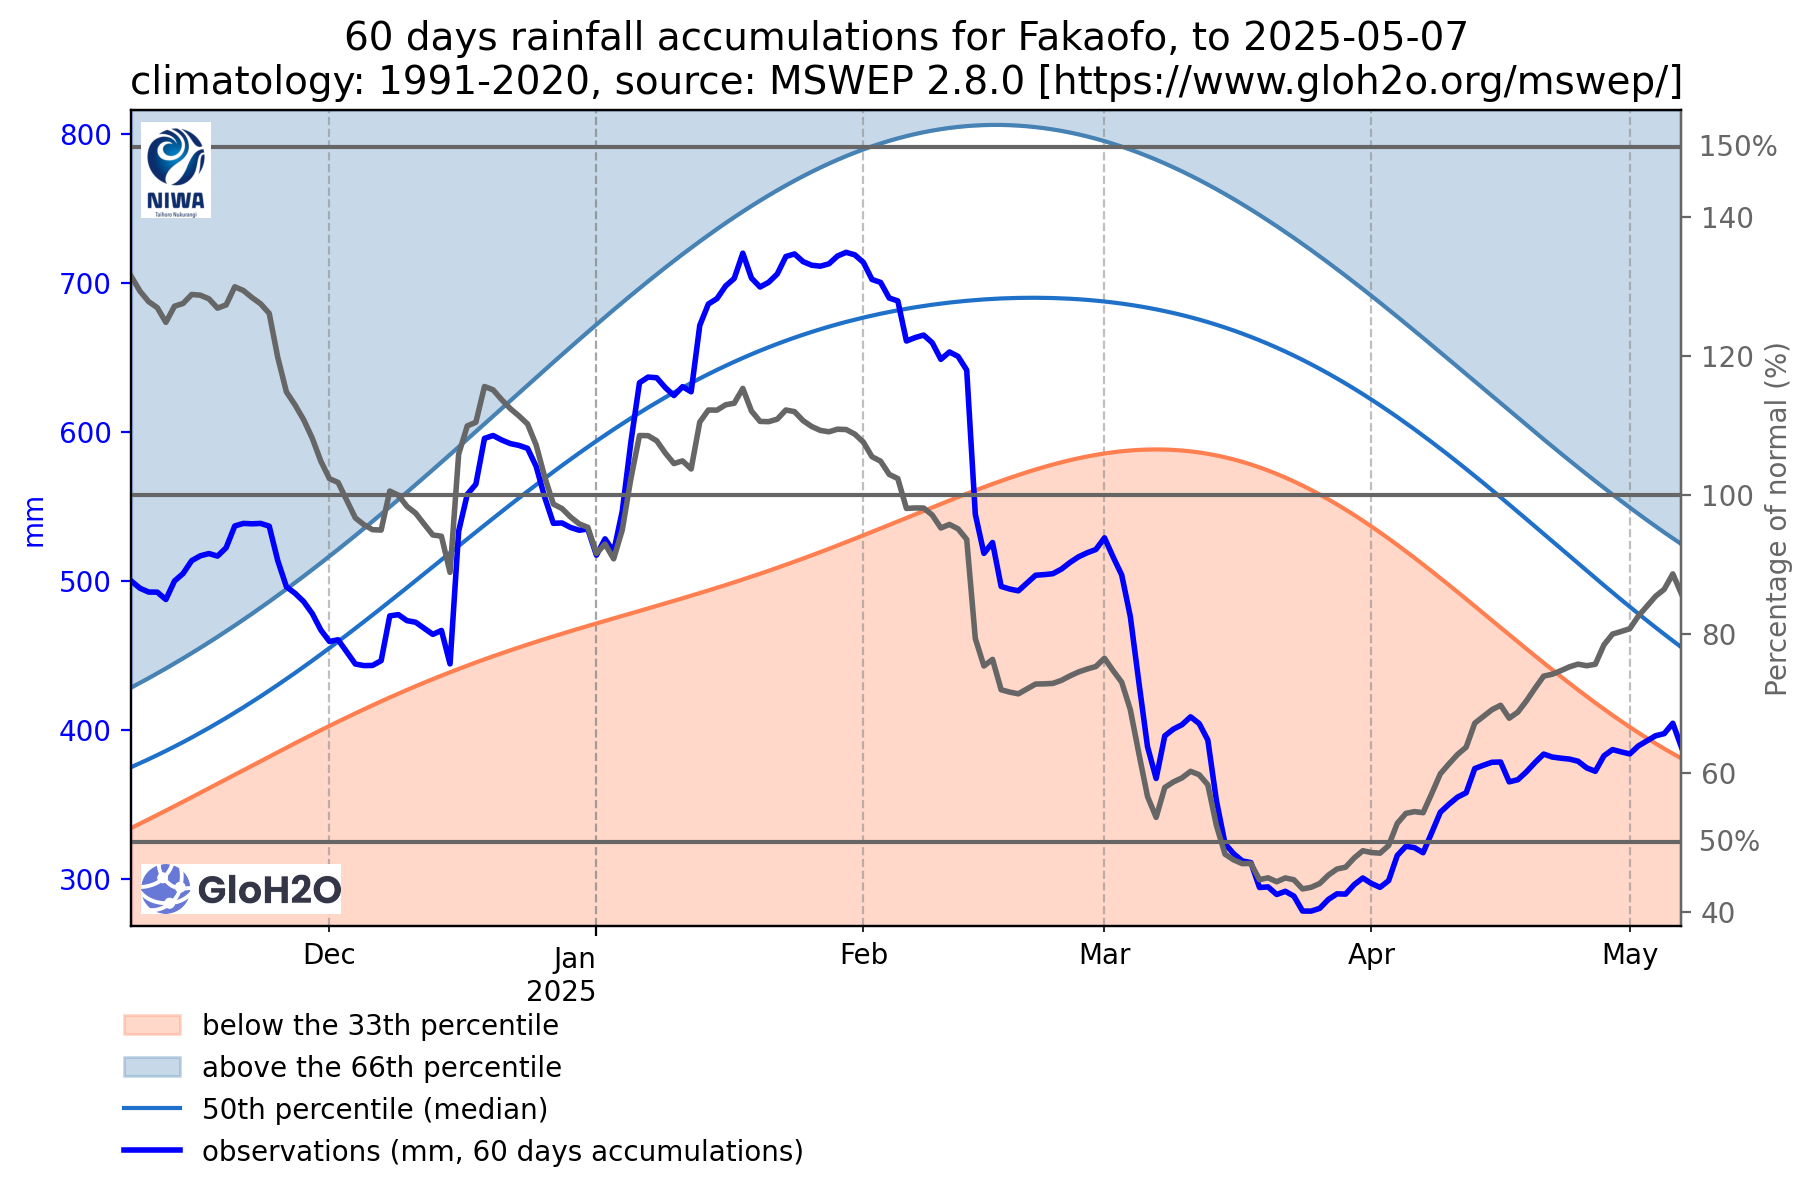 60 days rainfall accumulations for Fakaofo, to 2025-05-07
climatology: 1991-2020, source: MSWEP 2.8.0 [https://www.gloh2o.org/mswep/]
800
700
600
500
400
300
mm
NIWA
Taihoro Nukurangi
GloH2O
150%
140
120
100
80
60
50%
40
Percentage of normal (%)
Dec
Jan
2025
Feb
Mar
Apr
May
below the 33th percentile
above the 66th percentile
50th percentile (median)
observations (mm, 60 days accumulations)